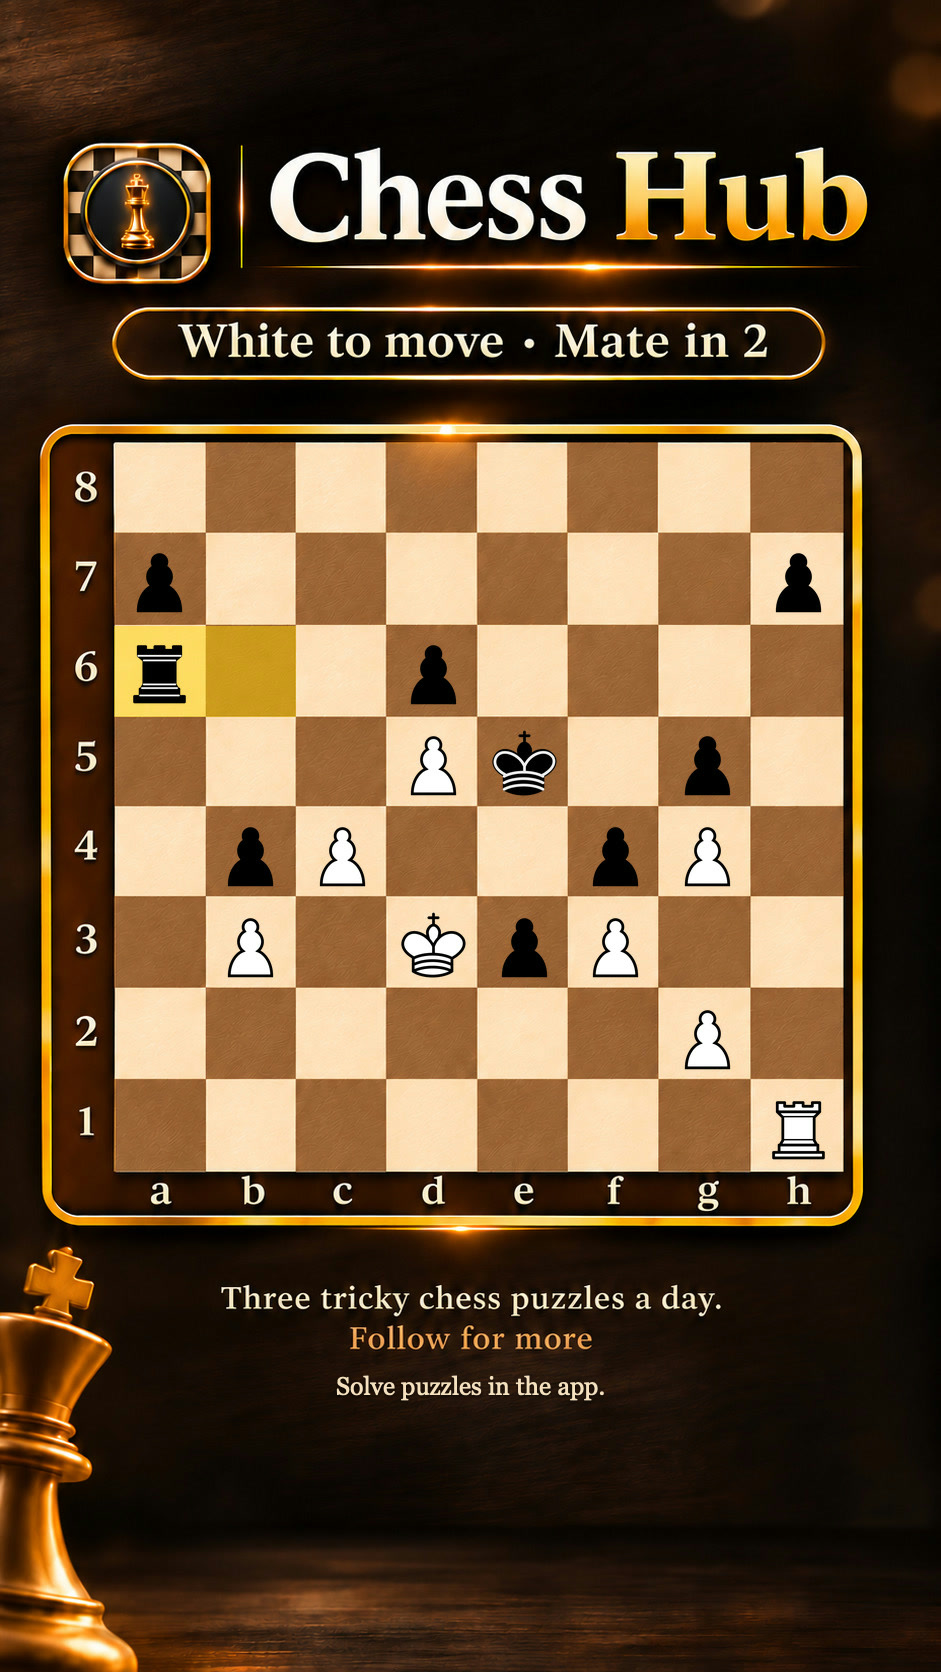 Chess Hub
White to move • Mate in 2
8
7
6
5
4
3
2
1
a b c d e f g h
Three tricky chess puzzles a day.
Follow for more
Solve puzzles in the app.